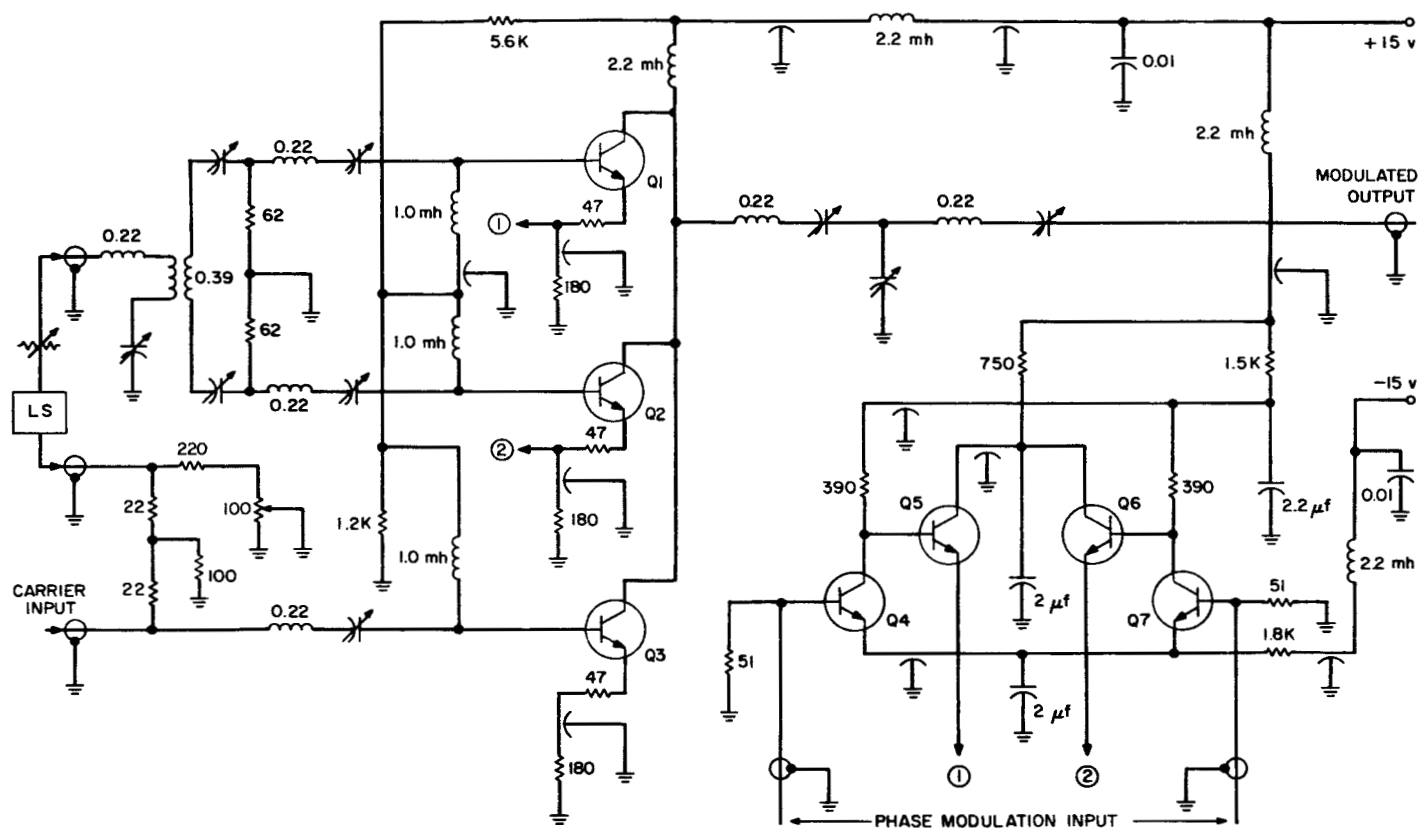 5.6K
2.2 mh
2.2 mh
+15 v
0.01
2.2 mh
0.22
Q1
MODULATED
OUTPUT
62
1.0 mh
47
①
0.22
0.22
0.22
0.39
180
62
1.0 mh
750
1.5K
-15 v
LS
0.22
Q2
47
②
220
390
Q5
Q6
390
0.01
22
100
1.2K
180
2.2 μf
1.0 mh
2.2 mh
100
CARRIER
INPUT
22
0.22
2 μf
51
Q4
Q7
Q3
1.8K
51
47
2 μf
180
①
②
PHASE MODULATION INPUT